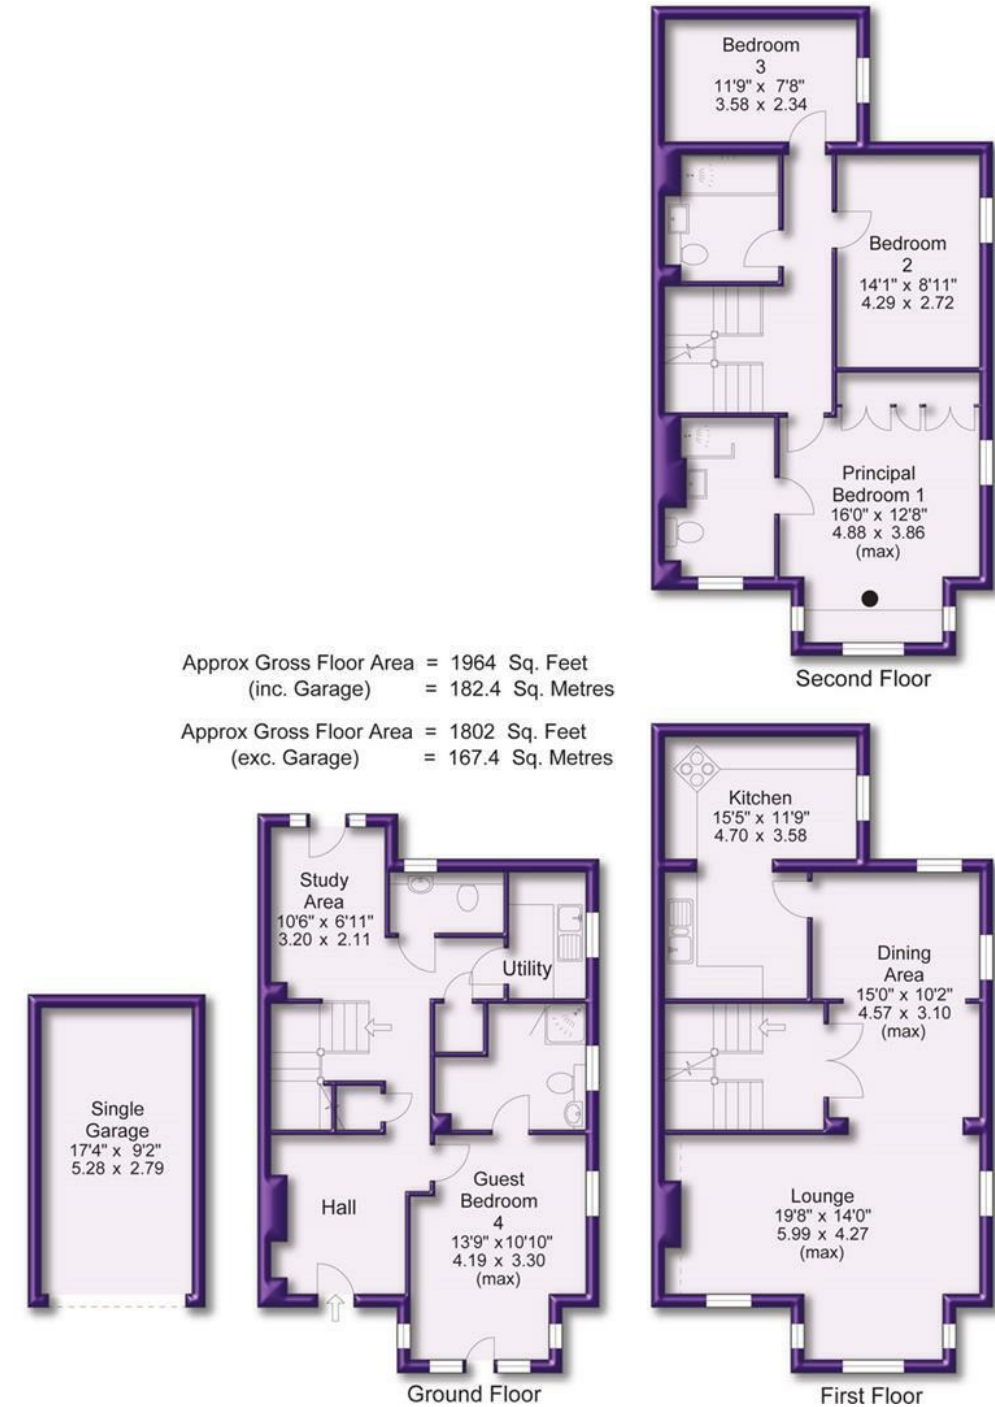 Bedroom
3
11'9" x 7'8"
3.58 x 2.34
Bedroom
2
14'1" x 8'11"
4.29 x 2.72
Principal
Bedroom 1
16'0" x 12'8"
4.88 x 3.86
(max)
Second Floor
Approx Gross Floor Area = 1964 Sq. Feet
(inc. Garage) = 182.4 Sq. Metres
Approx Gross Floor Area = 1802 Sq. Feet
(exc. Garage) = 167.4 Sq. Metres
Kitchen
15'5" x 11'9"
4.70 x 3.58
Study
Area
10'6" x 6'11"
3.20 x 2.11
Utility
Dining
Area
15'0" x 10'2"
4.57 x 3.10
(max)
Single
Garage
17'4" x 9'2"
5.28 x 2.79
Hall
Guest
Bedroom
4
13'9" x 10'10"
4.19 x 3.30
(max)
Lounge
19'8" x 14'0"
5.99 x 4.27
(max)
Ground Floor
First Floor